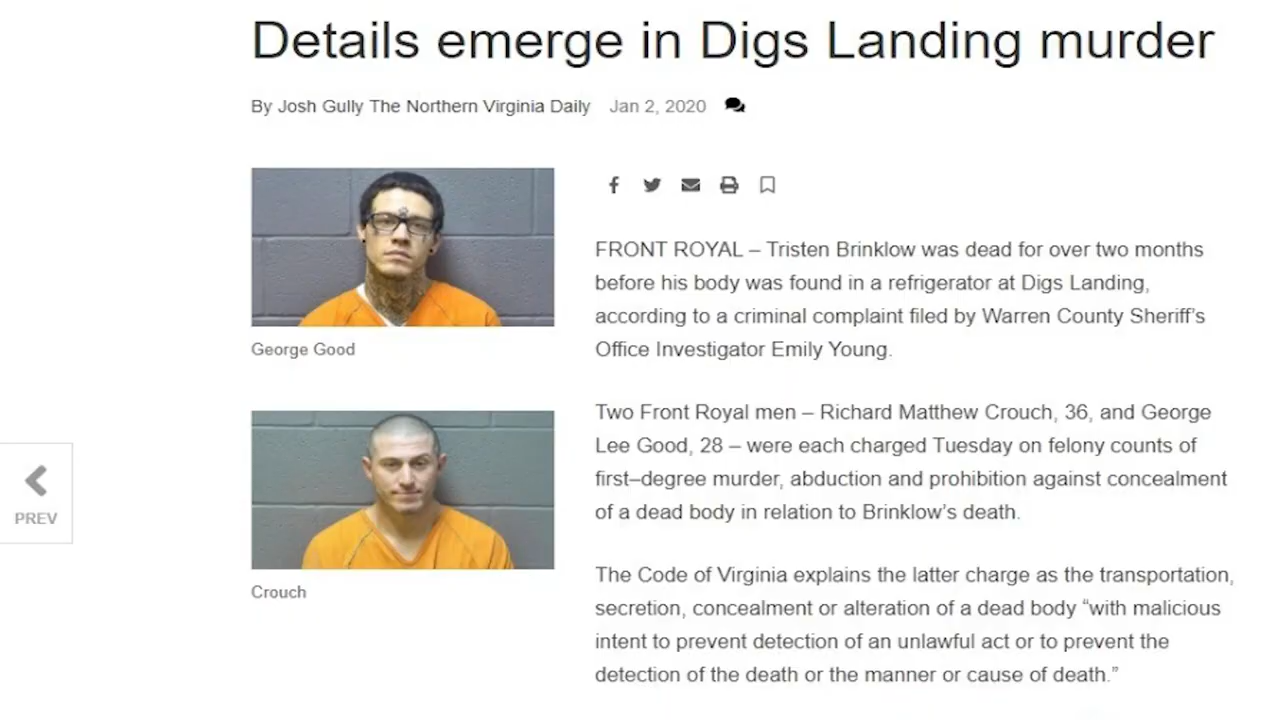 Details emerge in Digs Landing murder
By Josh Gully The Northern Virginia Daily Jan 2, 2020
George Good
Crouch
PREV
FRONT ROYAL – Tristen Brinklow was dead for over two months
before his body was found in a refrigerator at Digs Landing,
according to a criminal complaint filed by Warren County Sheriff’s
Office Investigator Emily Young.
Two Front Royal men – Richard Matthew Crouch, 36, and George
Lee Good, 28 – were each charged Tuesday on felony counts of
first–degree murder, abduction and prohibition against concealment
of a dead body in relation to Brinklow’s death.
The Code of Virginia explains the latter charge as the transportation,
secretion, concealment or alteration of a dead body “with malicious
intent to prevent detection of an unlawful act or to prevent the
detection of the death or the manner or cause of death.”